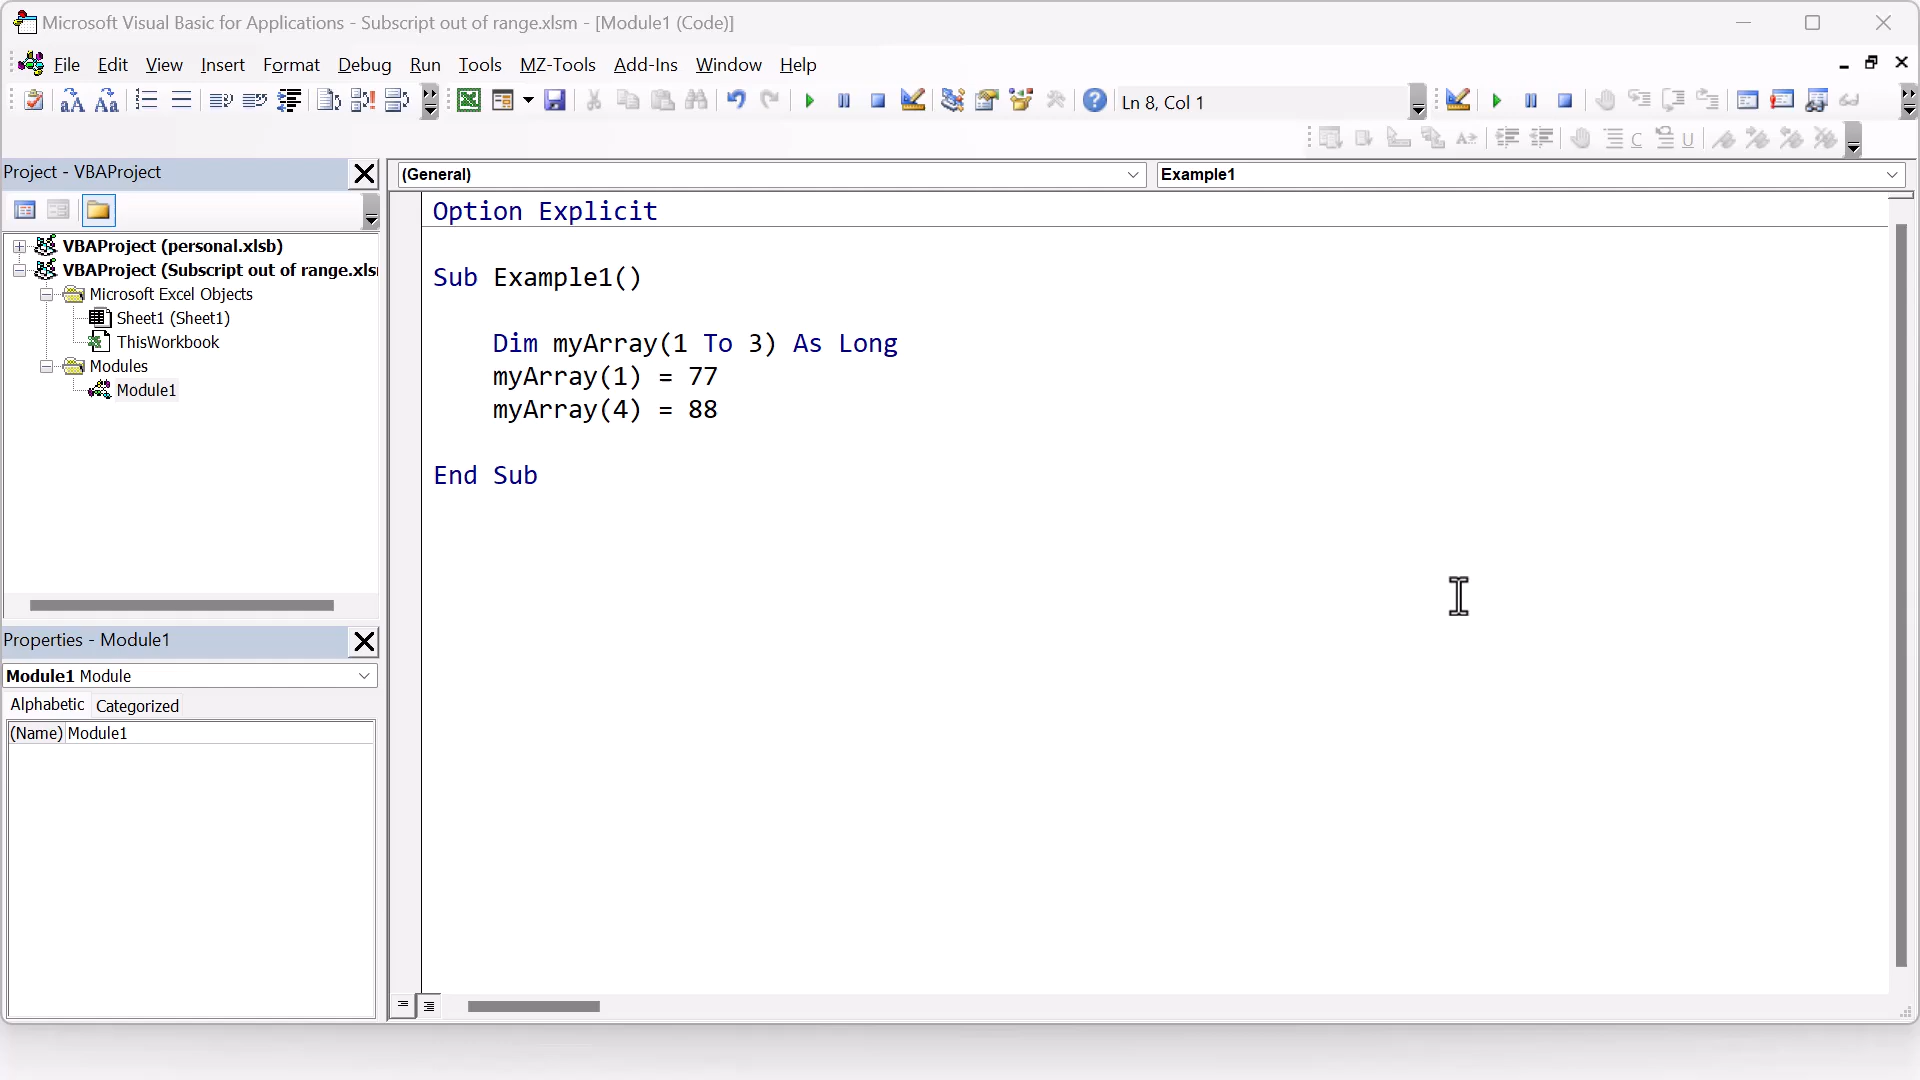 Microsoft Visual Basic for Applications - Subscript out of range.xlsm - [Module1 (Code)]
File Edit View Insert Format Debug Run Tools MZ-Tools Add-Ins Window Help
Ln 8, Col 1
Project - VBAProject
(General)
Example1
VBAProject (personal.xlsb)
VBAProject (Subscript out of range.xls
Microsoft Excel Objects
Sheet1 (Sheet1)
ThisWorkbook
Modules
Module1
Properties - Module1
Module1 Module
Alphabetic Categorized
(Name) Module1
Option Explicit
Sub Example1()
Dim myArray(1 To 3) As Long
myArray(1) = 77
myArray(4) = 88
End Sub